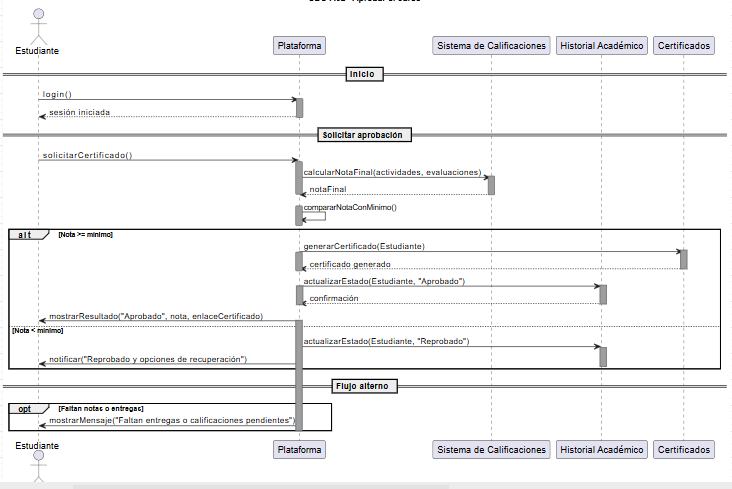 Estudiante
Plataforma
Sistema de Calificaciones
Historial Académico
Certificados
Inicio
login()
sesión iniciada
Solicitar aprobación
solicitarCertificado()
calcularNotaFinal(actividades, evaluaciones)
notaFinal
compararNotaConMinimo()
alt
[Nota >= mínimo]
generarCertificado(Estudiante)
certificado generado
actualizarEstado(Estudiante, "Aprobado")
confirmación
mostrarResultado("Aprobado", nota, enlaceCertificado)
[Nota < mínimo]
actualizarEstado(Estudiante, "Reprobado")
notificar("Reprobado y opciones de recuperación")
Flujo alterno
opt
[Faltan notas o entregas]
mostrarMensaje("Faltan entregas o calificaciones pendientes")
Estudiante
Plataforma
Sistema de Calificaciones
Historial Académico
Certificados